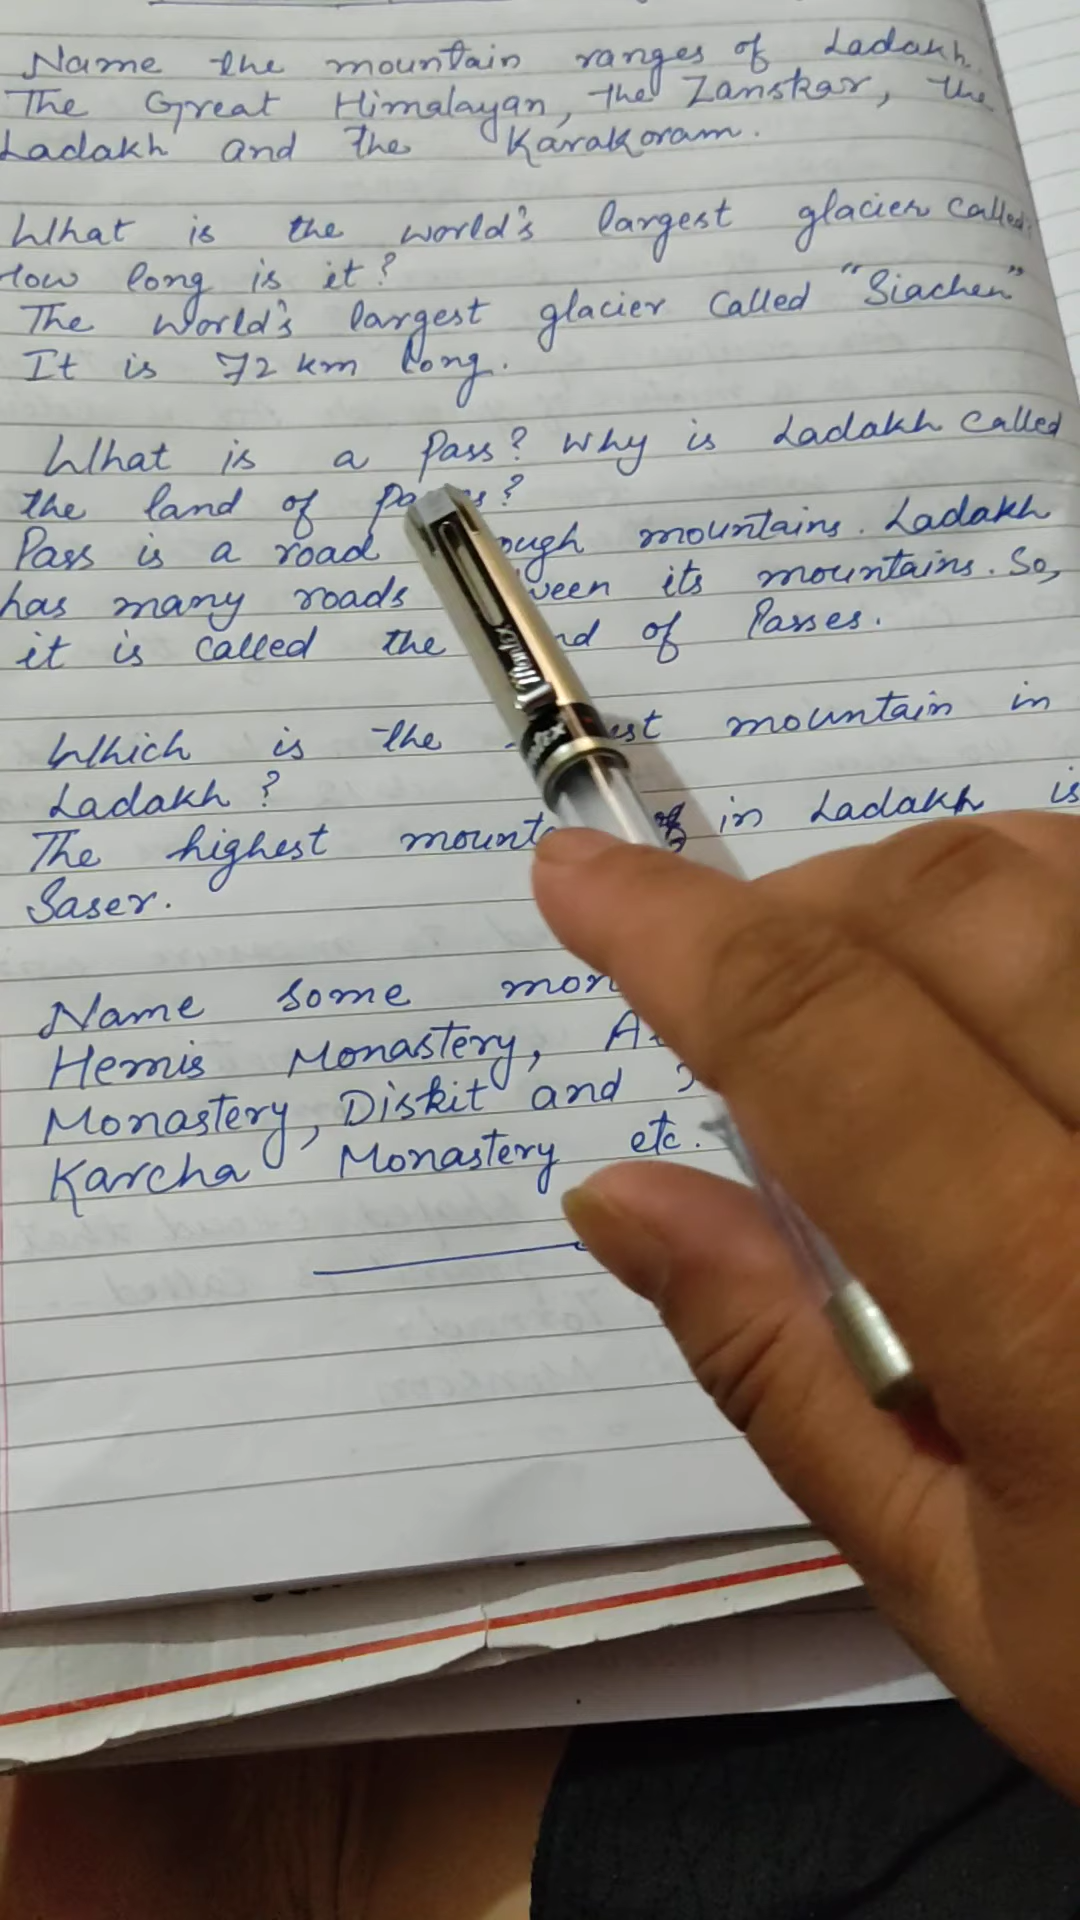 Name the mountain ranges of Ladakh.
The Great Himalayan, the Zanskar, the
Ladakh and the Karakoram.
What is the world's largest glacier called?
How long is it?
The world's largest glacier called "Siachen"
It is 72 km long.
What is a Pass? Why is Ladakh called
the land of ?
Pass is a road mountains. Ladakh
has many roads its mountains. So,
it is called the of Passes.
Which is the mountain in
Ladakh?
The highest in Ladakh is
Saser.
Name some
Hemis Monastery,
Monastery, Diskit and
Karcha Monastery etc.